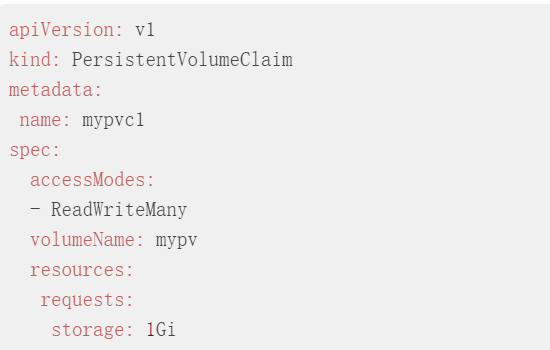 apiVersion: v1
kind: PersistentVolumeClaim
metadata:
 name: mypvc1
spec:
  accessModes:
  - ReadWriteMany
  volumeName: mypv
  resources:
   requests:
    storage: 1Gi